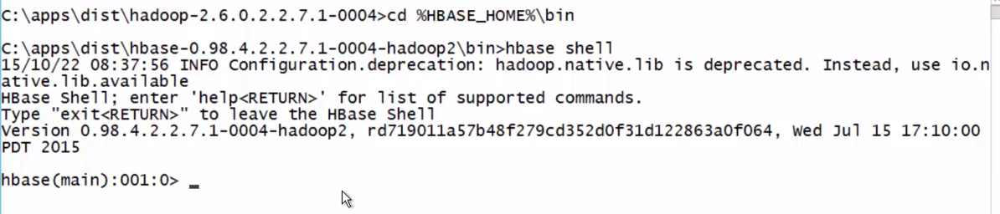 C:\apps\dist\hadoop-2.6.0.2.2.7.1-0004>cd %HBASE_HOME%\bin
C:\apps\dist\hbase-0.98.4.2.2.7.1-0004-hadoop2\bin>hbase shell
15/10/22 08:37:56 INFO Configuration.deprecation: hadoop.native.lib is deprecated. Instead, use io.n
ative.lib.available
HBase Shell; enter 'help<RETURN>' for list of supported commands.
Type "exit<RETURN>" to leave the HBase Shell
Version 0.98.4.2.2.7.1-0004-hadoop2, rd719011a57b48f279cd352d0f31d122863a0f064, Wed Jul 15 17:10:00
PDT 2015
hbase(main):001:0> _